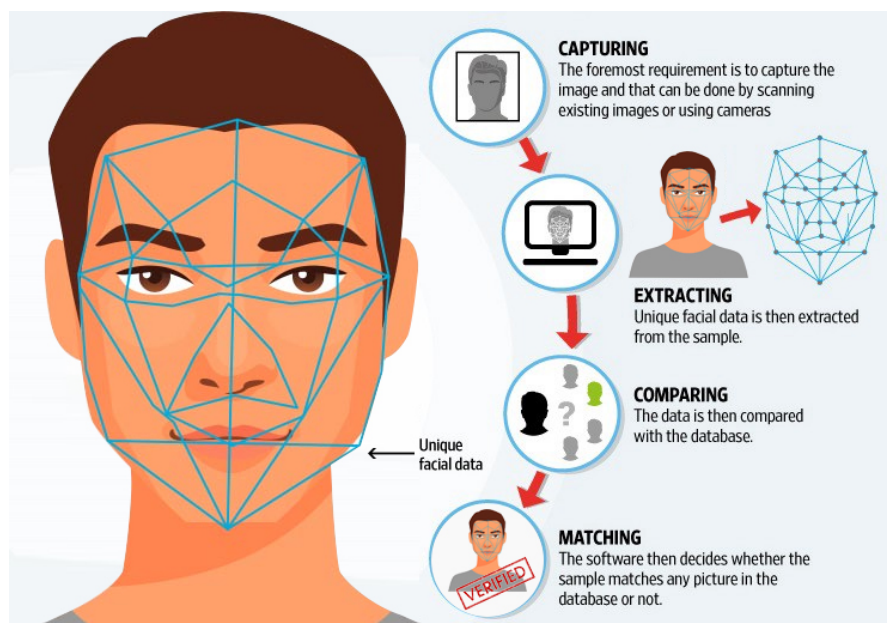 CAPTURING
The foremost requirement is to capture the
image and that can be done by scanning
existing images or using cameras
EXTRACTING
Unique facial data is then extracted
from the sample.
COMPARING
The data is then compared
with the database.
?
Unique
facial data
MATCHING
The software then decides whether the
sample matches any picture in the
database or not.
VERIFIED